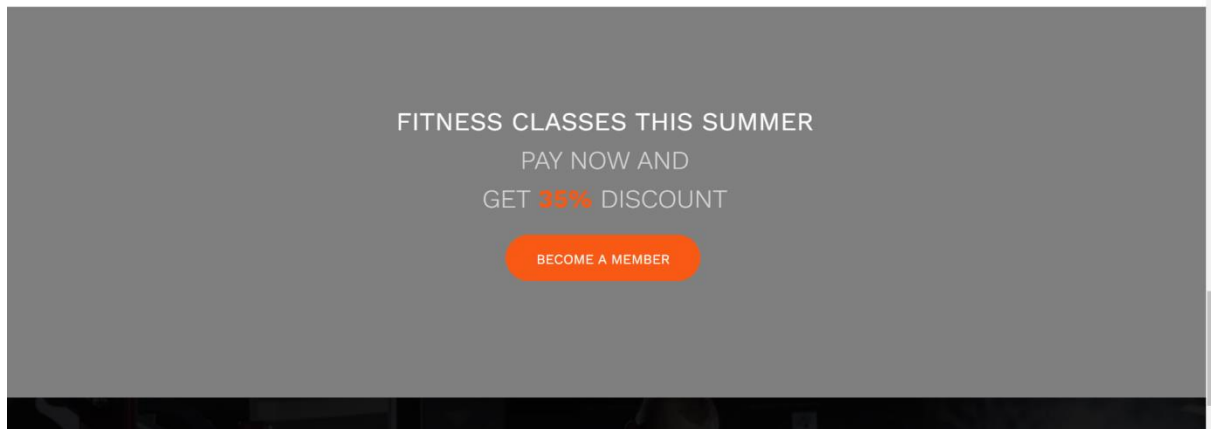 FITNESS CLASSES THIS SUMMER
PAY NOW AND
GET 35% DISCOUNT
BECOME A MEMBER